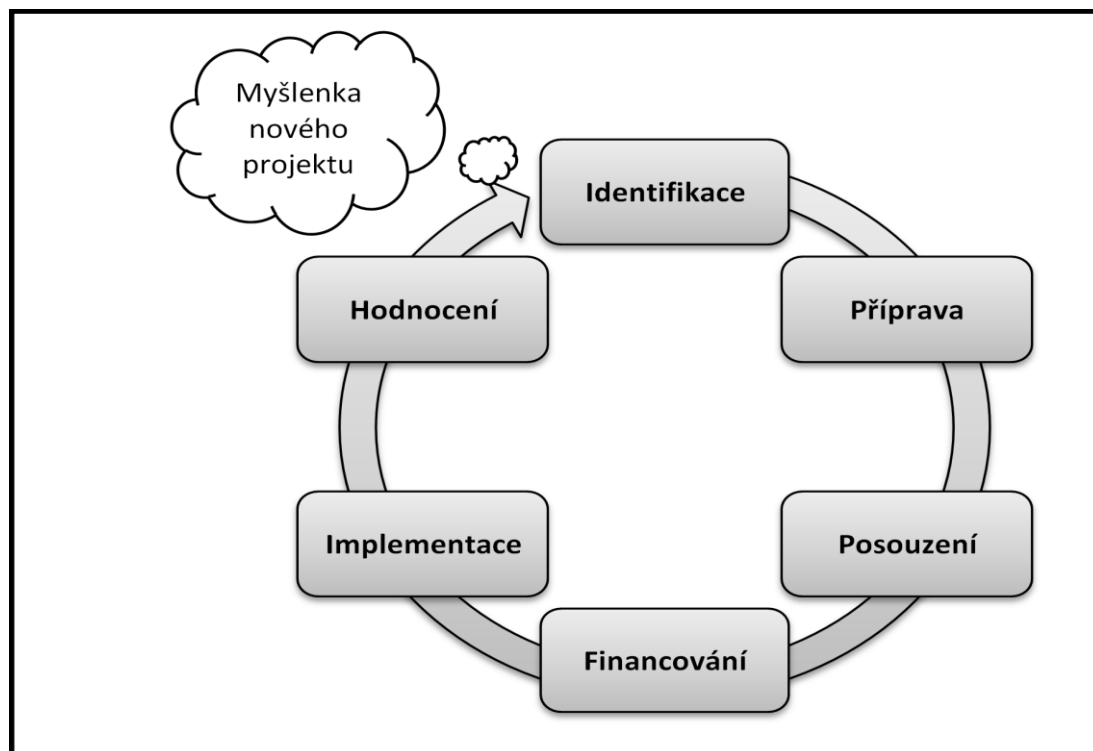 Myšlenka
nového
projektu
Identifikace
Příprava
Posouzení
Financování
Implementace
Hodnocení